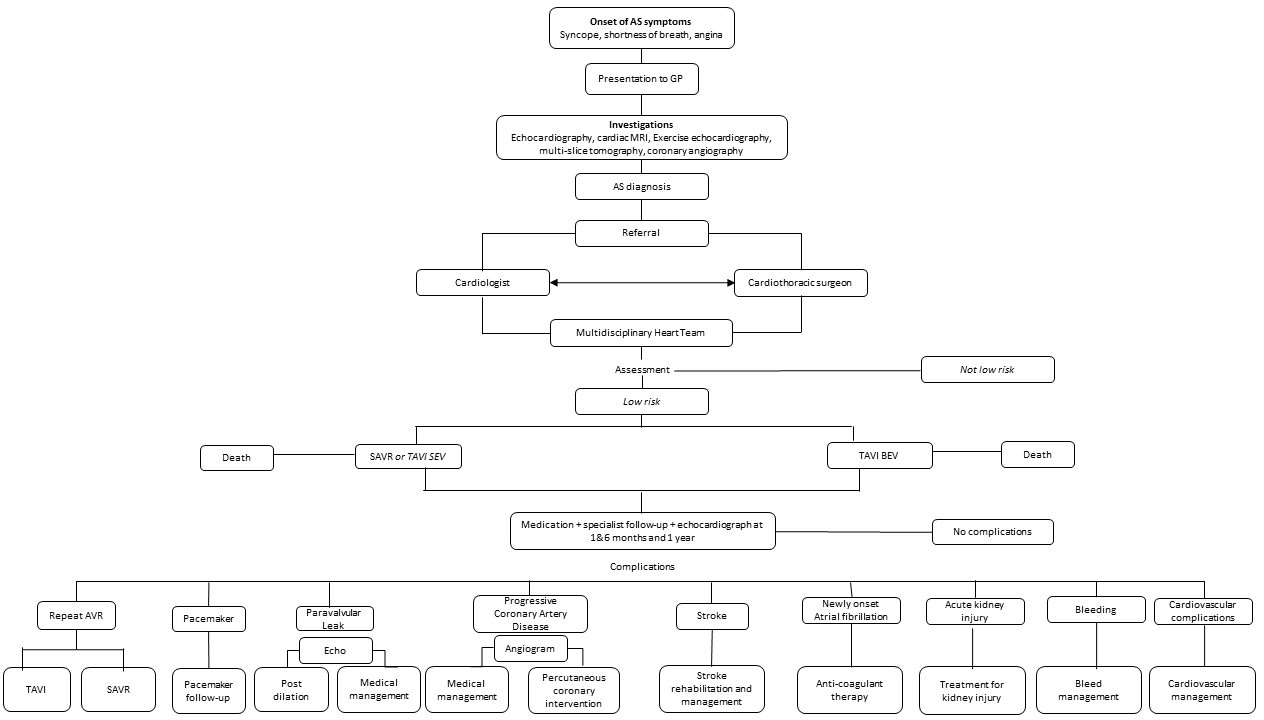 Onset of AS symptoms
Syncope, shortness of breath, angina
Presentation to GP
Investigations
Echocardiography, cardiac MRI, Exercise echocardiography,
multi-slice tomography, coronary angiography
AS diagnosis
Referral
Cardiologist
Cardiothoracic surgeon
Multidisciplinary Heart Team
Assessment
Not low risk
Low risk
Death
SAVR or TAVI SEV
TAVI BEV
Death
Medication + specialist follow-up + echocardiograph at
1&6 months and 1 year
No complications
Complications
Repeat AVR
Pacemaker
Paravalvular
Leak
Progressive
Coronary Artery
Disease
Stroke
Newly onset
Atrial fibrillation
Acute kidney
injury
Bleeding
Cardiovascular
complications
Echo
Angiogram
TAVI
SAVR
Pacemaker
follow-up
Post
dilation
Medical
management
Medical
management
Percutaneous
coronary
intervention
Stroke
rehabilitation and
management
Anti-coagulant
therapy
Treatment for
kidney injury
Bleed
management
Cardiovascular
management